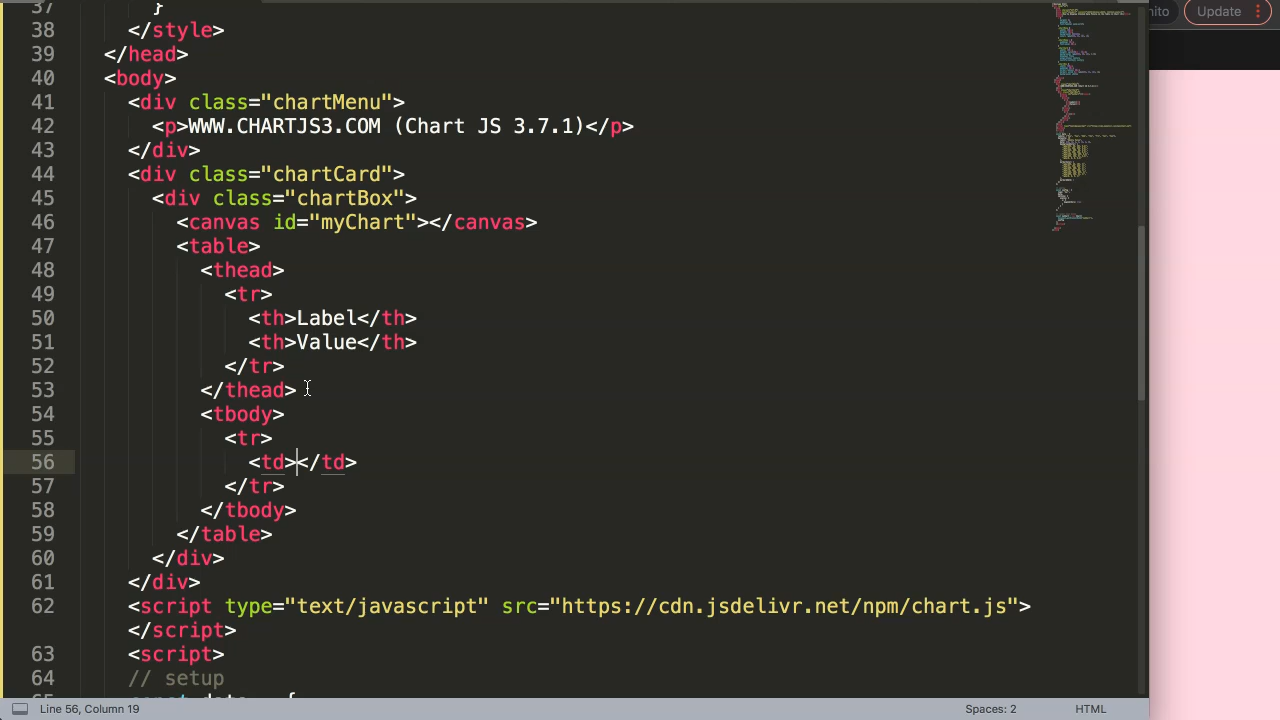 37 }
38 </style>
39 </head>
40 <body>
41 <div class="chartMenu">
42 <p>WWW.CHARTJS3.COM (Chart JS 3.7.1)</p>
43 </div>
44 <div class="chartCard">
45 <div class="chartBox">
46 <canvas id="myChart"></canvas>
47 <table>
48 <thead>
49 <tr>
50 <th>Label</th>
51 <th>Value</th>
52 </tr>
53 </thead>
54 <tbody>
55 <tr>
56 <td></td>
57 </tr>
58 </tbody>
59 </table>
60 </div>
61 </div>
62 <script type="text/javascript" src="https://cdn.jsdelivr.net/npm/chart.js">
</script>
63 <script>
64 // setup
65 const data = {
Update
Line 56, Column 19
Spaces: 2
HTML